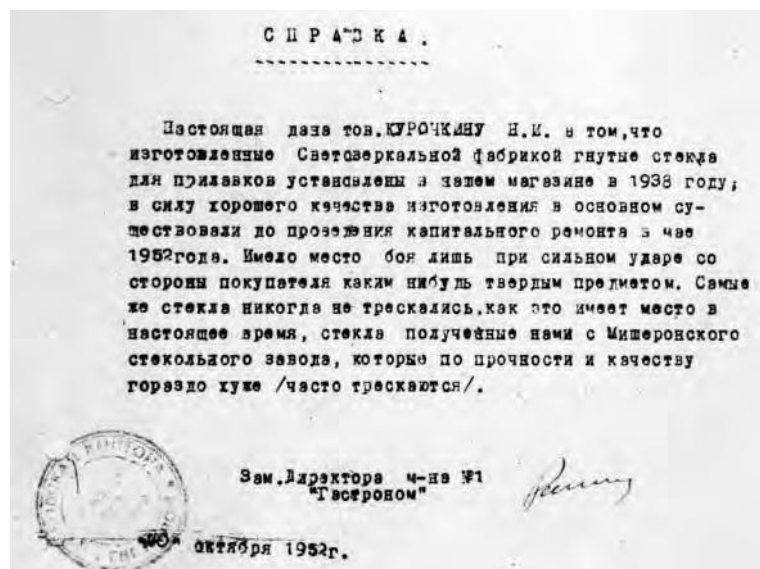 СПРАВКА.
Настоящая дана тов.КУРОЧКИНУ Н.И. в том,что
изготовленные Светозеркальной фабрикой гнутые стекла
для прилавков установлены в нашем магазине в 1938 году;
в силу хорошего качества изготовления в основном су-
ществовали до проведения капитального ремонта в мае
1952года. Имело место боя лишь при сильном ударе со
стороны покупателя каким нибудь твердым предметом. Самые
же стекла никогда не трескались,как это имеет место в
настоящее время, стекла полученные нами с Мишеронского
стекольного завода, которые по прочности и качеству
гораздо хуже /часто трескаются/.
КОНТОРА
Зам.Директора м-на №1
"Гастроном"
октября 1952г.